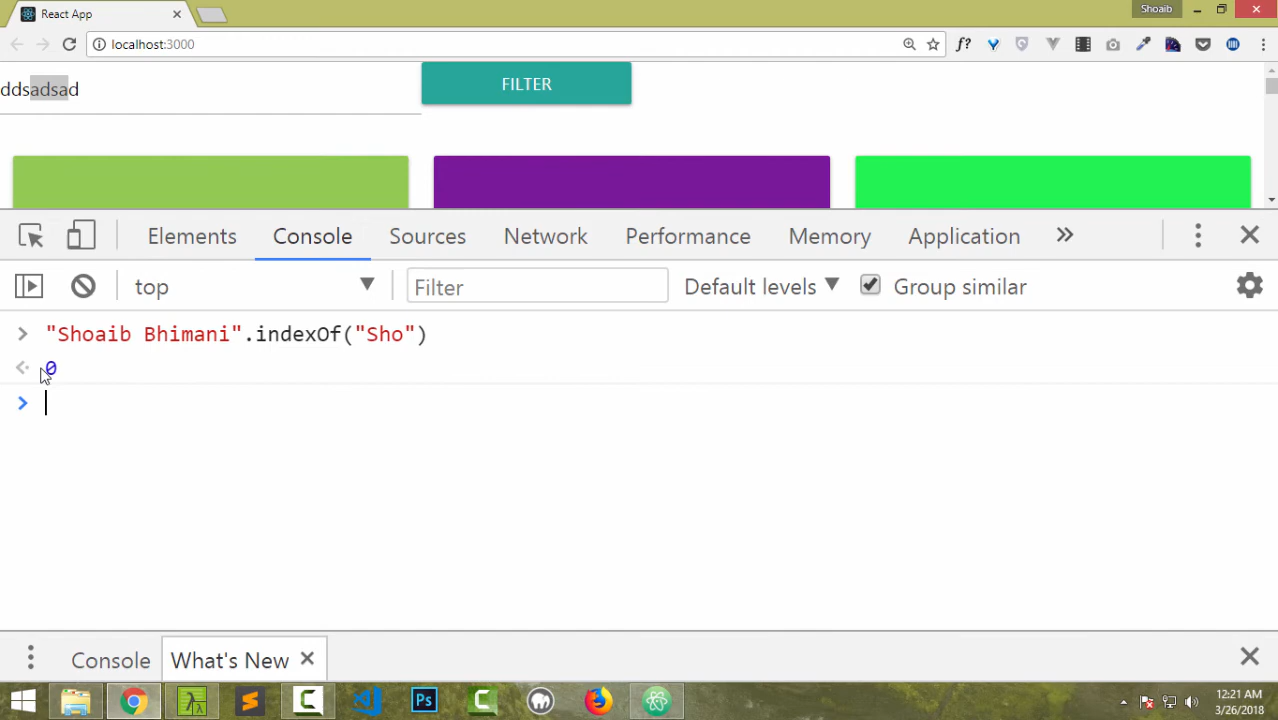 React App
Shoaib
localhost:3000
f?
ddsadsad
FILTER
Elements Console Sources Network Performance Memory Application
top Filter Default levels Group similar
> "Shoaib Bhimani".indexOf("Sho")
0
>
Console What's New
Ps
12:21 AM
3/26/2018